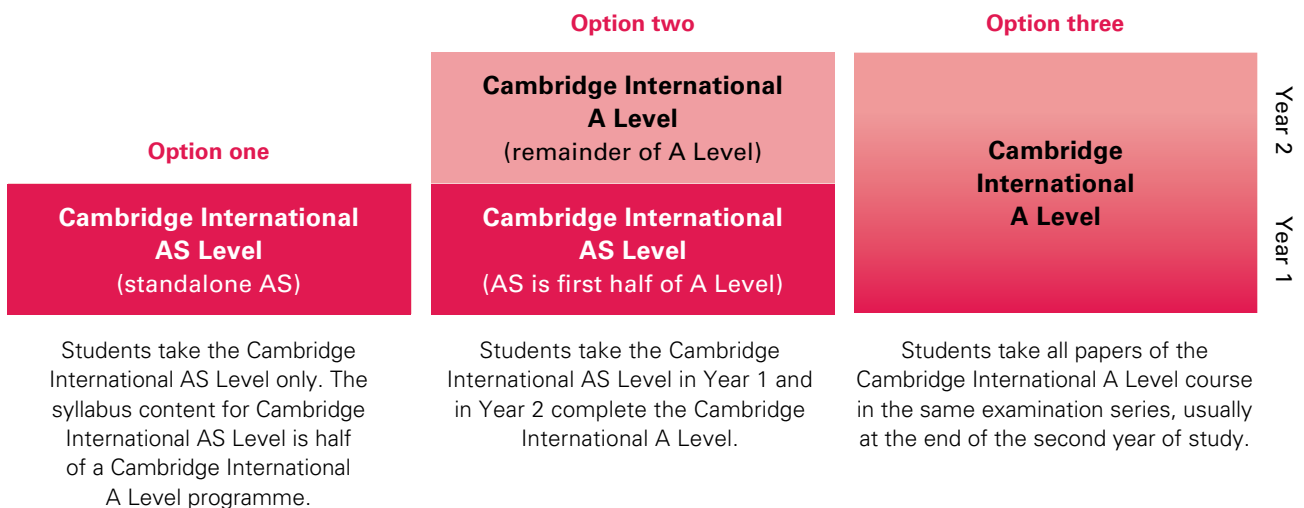 Option one
Cambridge International
AS Level
(standalone AS)
Students take the Cambridge
International AS Level only. The
syllabus content for Cambridge
International AS Level is half
of a Cambridge International
A Level programme.
Option two
Cambridge International
A Level
(remainder of A Level)
Cambridge International
AS Level
(AS is first half of A Level)
Students take the Cambridge
International AS Level in Year 1 and
in Year 2 complete the Cambridge
International A Level.
Option three
Cambridge
International
A Level
Students take all papers of the
Cambridge International A Level course
in the same examination series, usually
at the end of the second year of study.
Year 2
Year 1